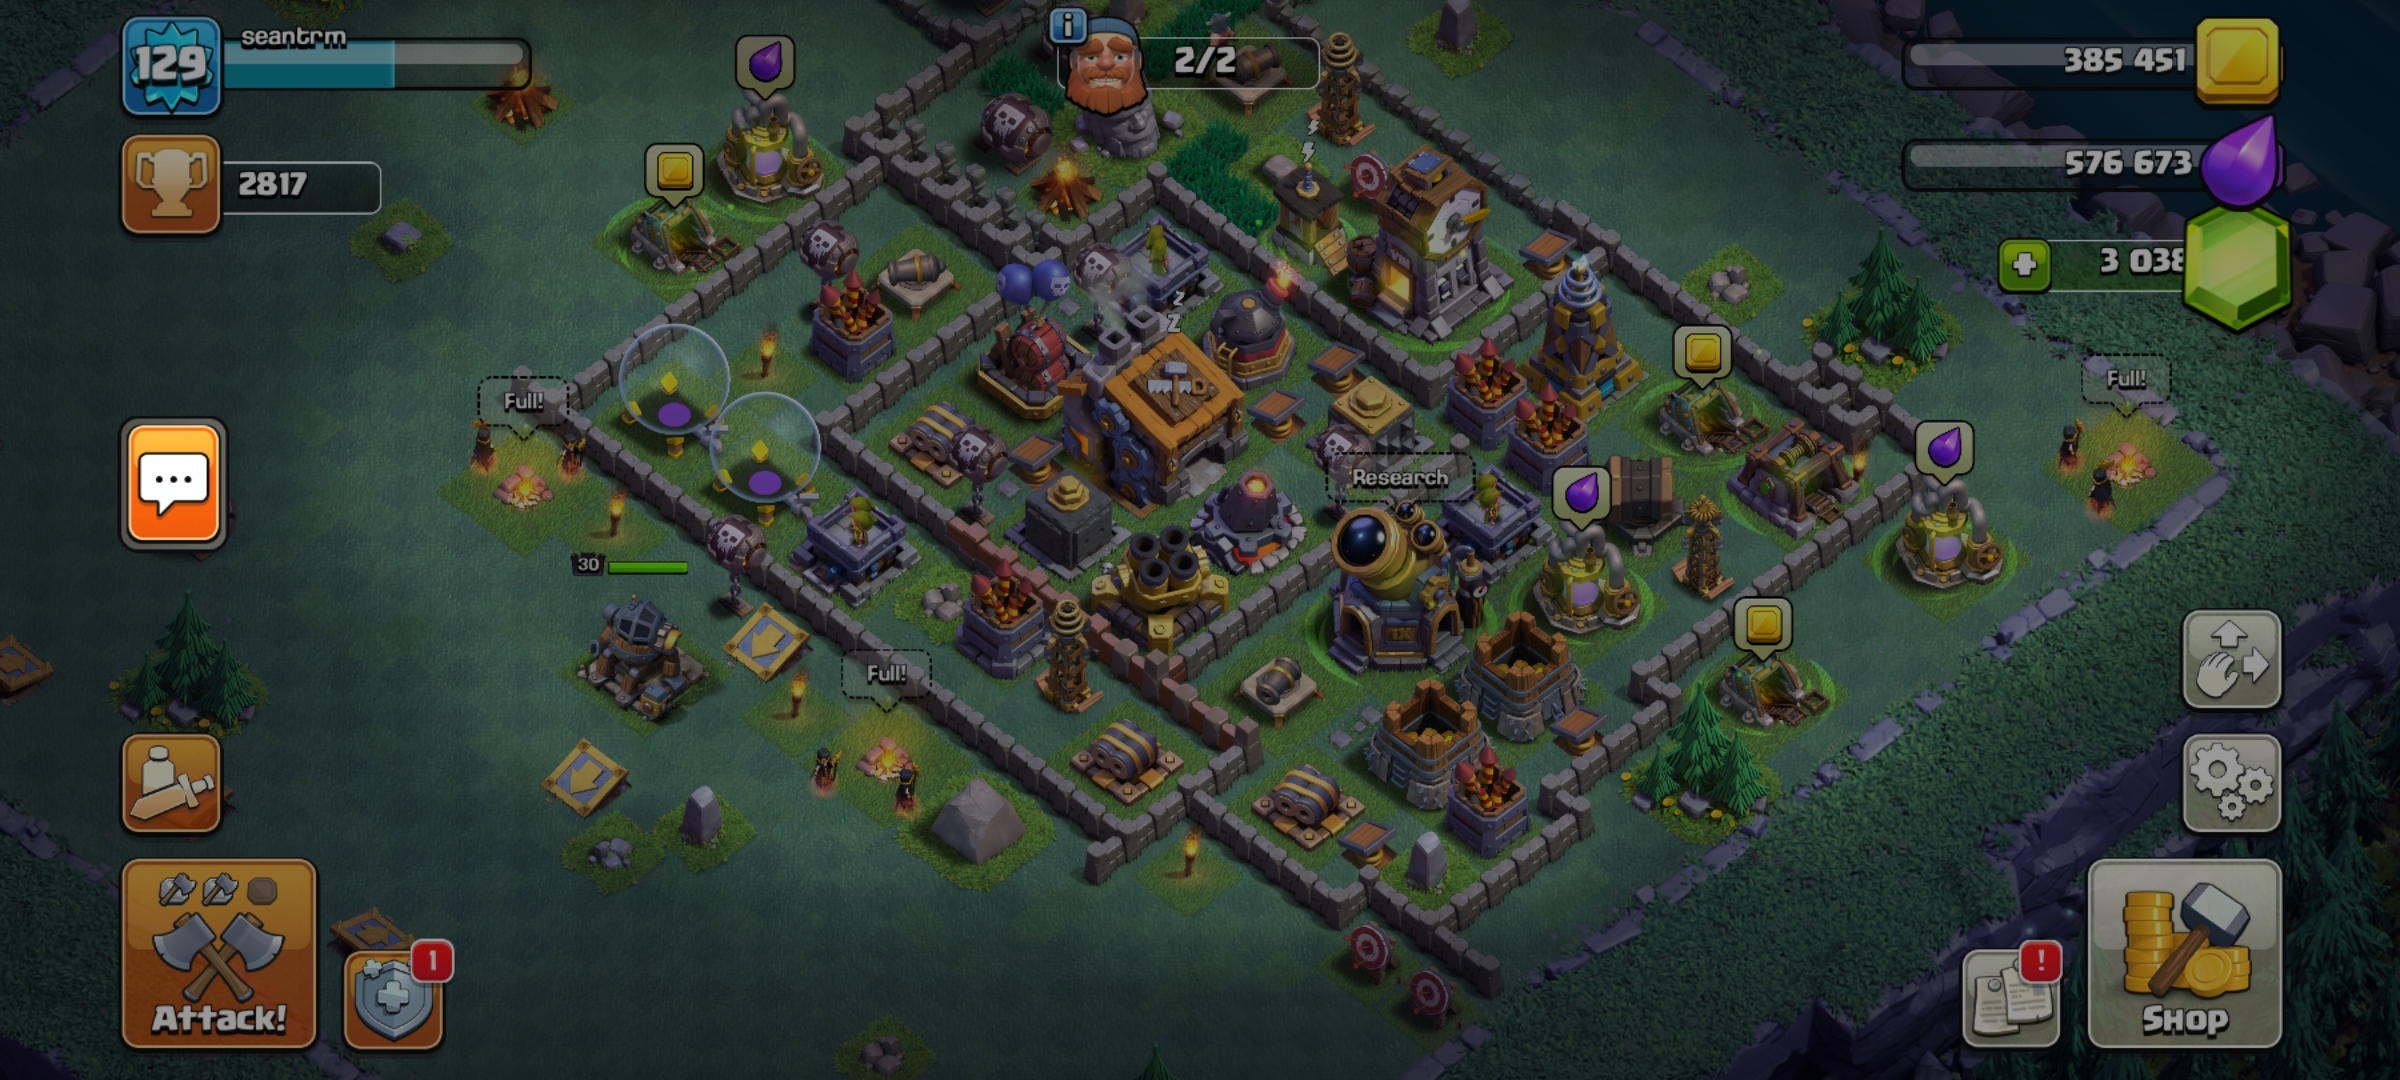 129
seantrm
i
2/2
385 451
2817
576 673
3 038
Full!
Full!
Research
30
Full!
1X
Attack!
1
!
Shop